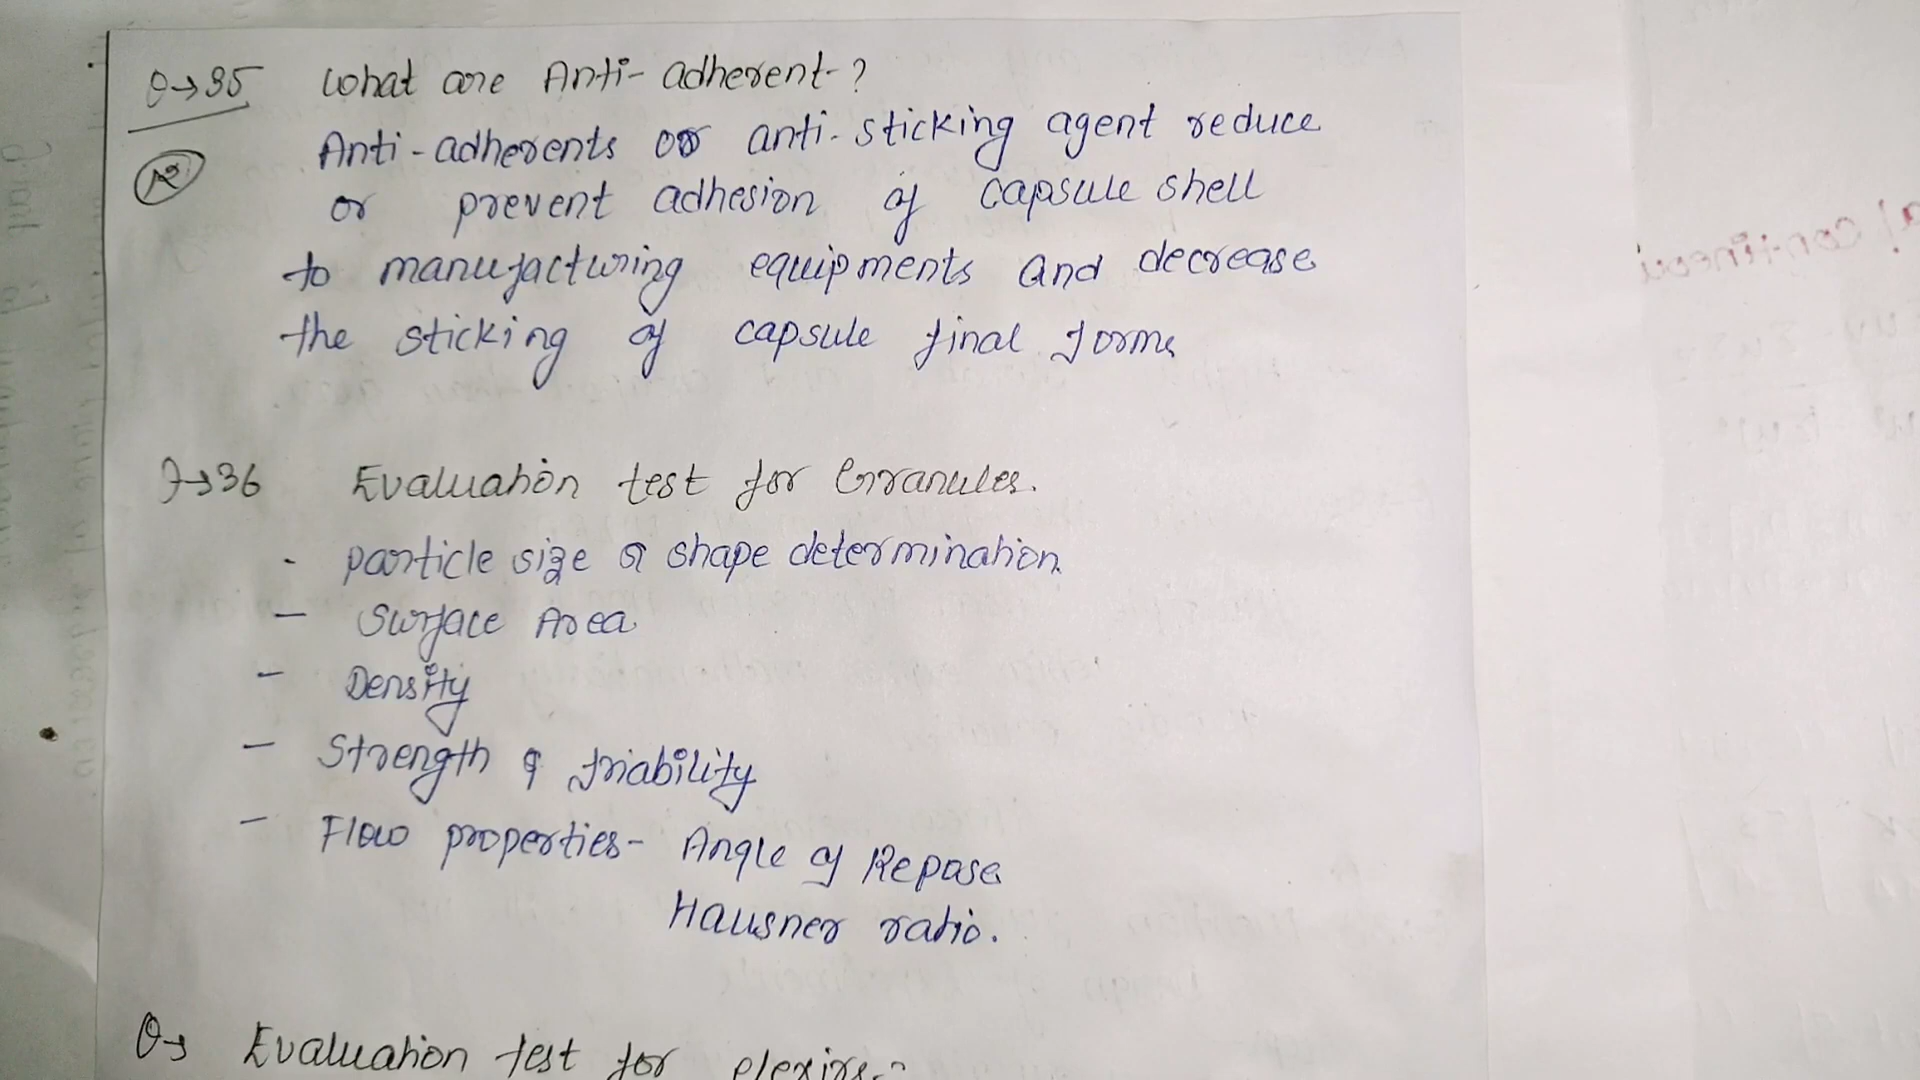 Q→35 What are Anti-adherent-?
Anti-adherents or anti-sticking agent reduce
or prevent adhesion of capsule shell
to manufacturing equipments and decrease
the sticking of capsule final forms
Q→36 Evaluation test for Granules.
- particle size & shape determination.
- Surface Area
- Density
- Strength & friability
- Flow properties- Angle of Repose
Hausner ratio.
Q→ Evaluation test for elexirs-?